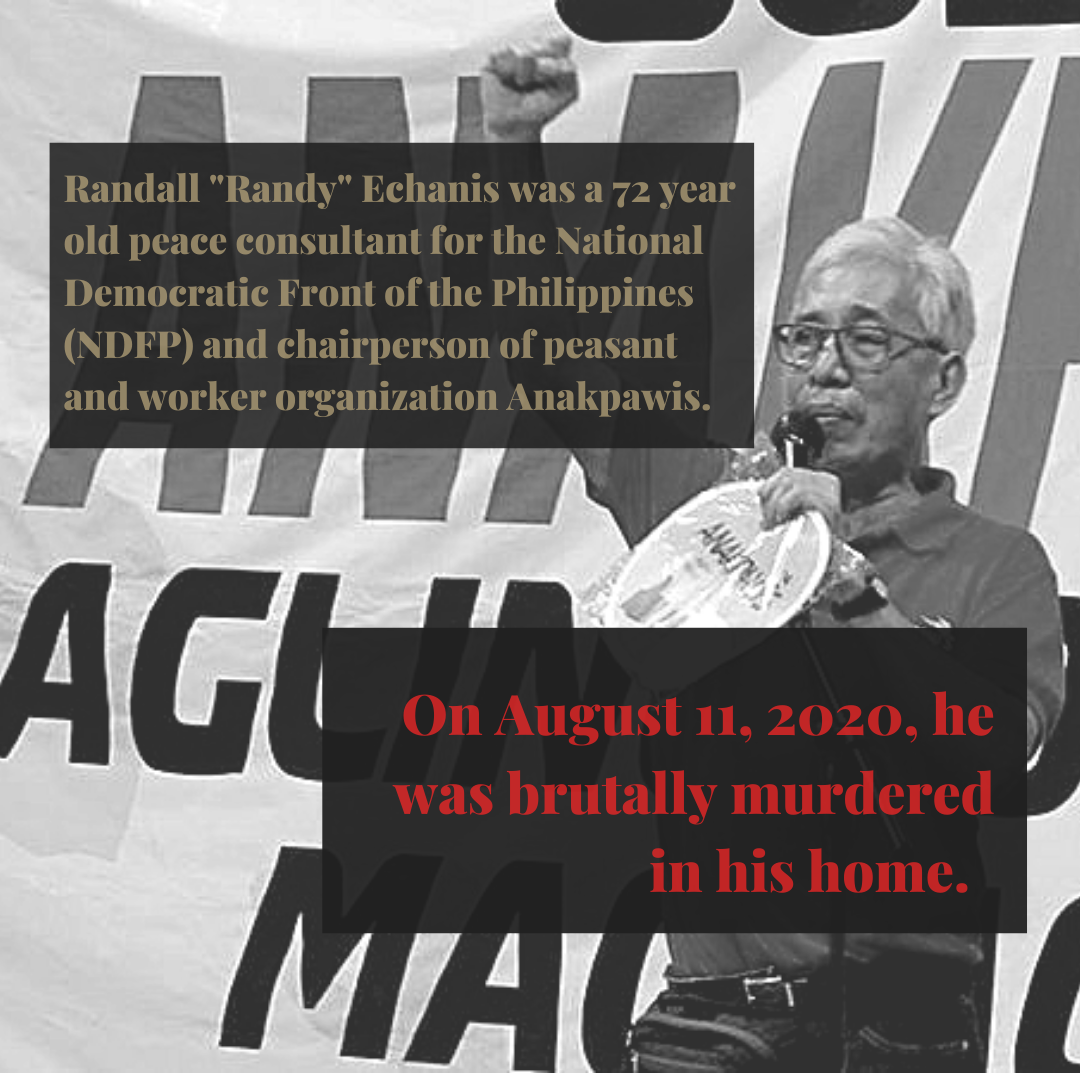 ANAKP
Randall "Randy" Echanis was a 72 year
old peace consultant for the National
Democratic Front of the Philippines
(NDFP) and chairperson of peasant
and worker organization Anakpawis.
On August 11, 2020, he
was brutally murdered
in his home.